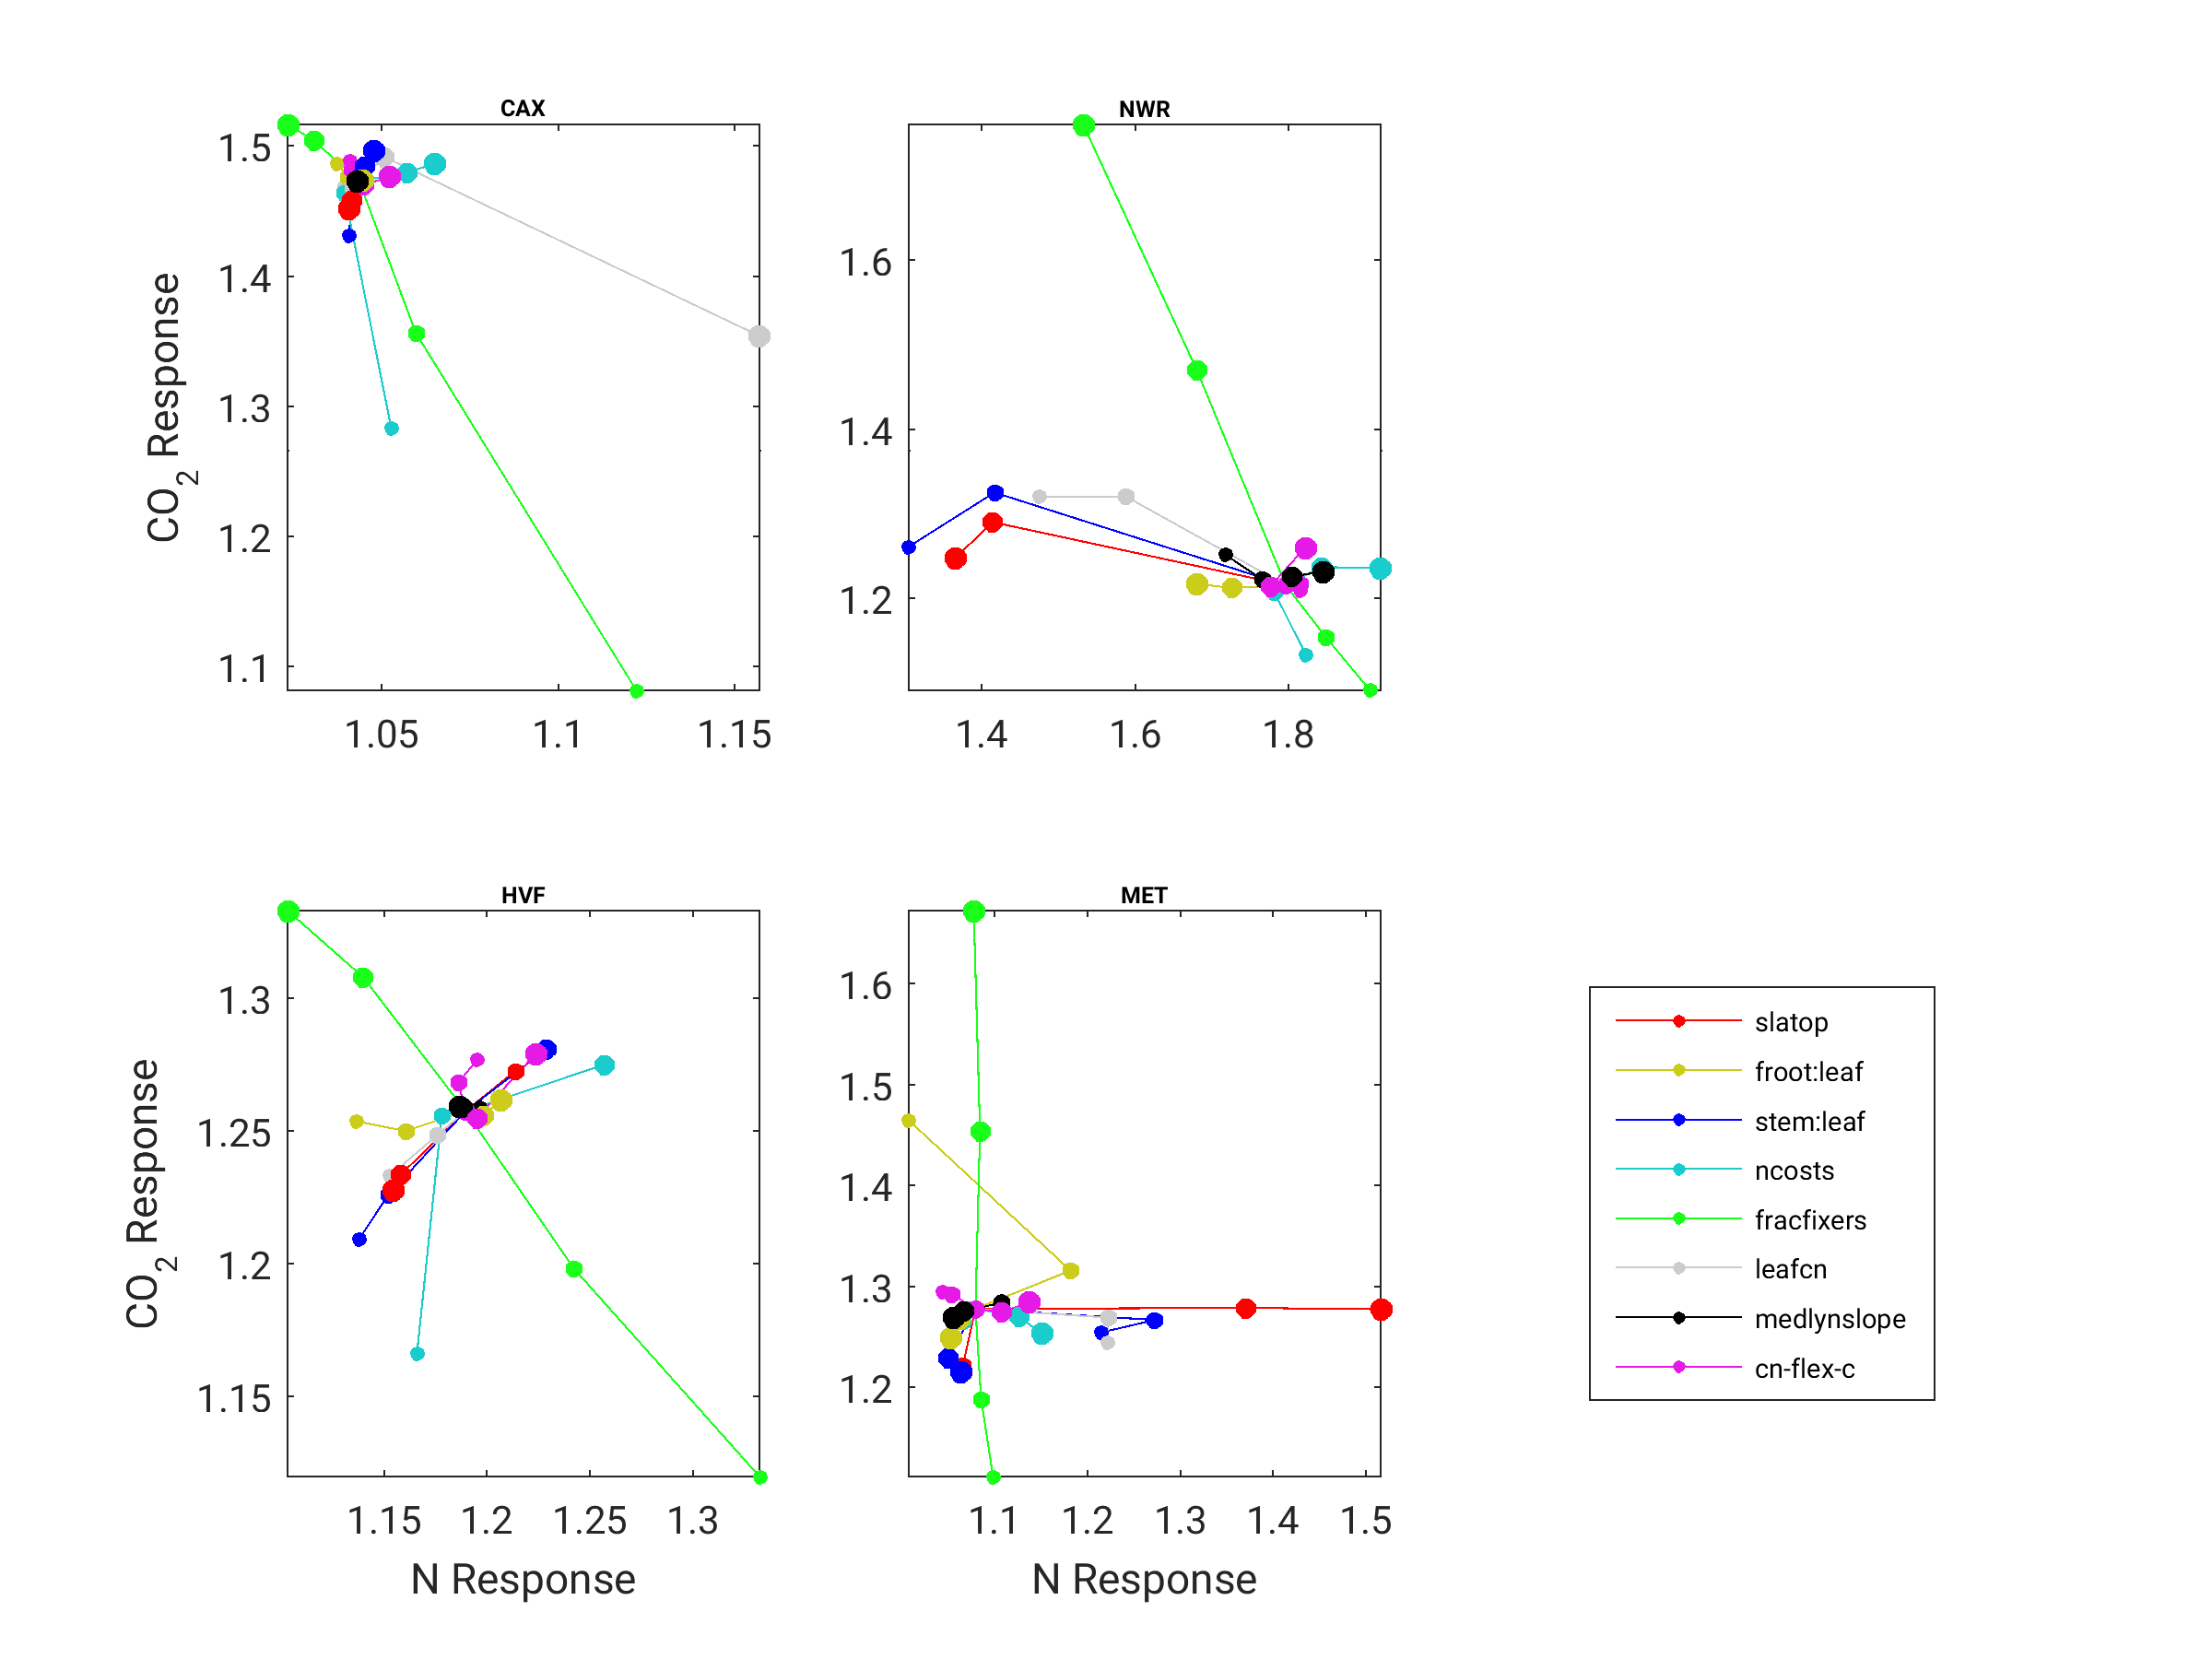 CAX
NWR
1.5
1.4
1.3
1.2
1.1
CO2 Response
1.05
1.1
1.15
1.6
1.4
1.2
1.4
1.6
1.8
HVF
MET
1.3
1.25
1.2
1.15
CO2 Response
1.15
1.2
1.25
1.3
N Response
1.6
1.5
1.4
1.3
1.2
1.1
1.2
1.3
1.4
1.5
N Response
slatop
froot:leaf
stem:leaf
ncosts
fracfixers
leafcn
medlynslope
cn-flex-c